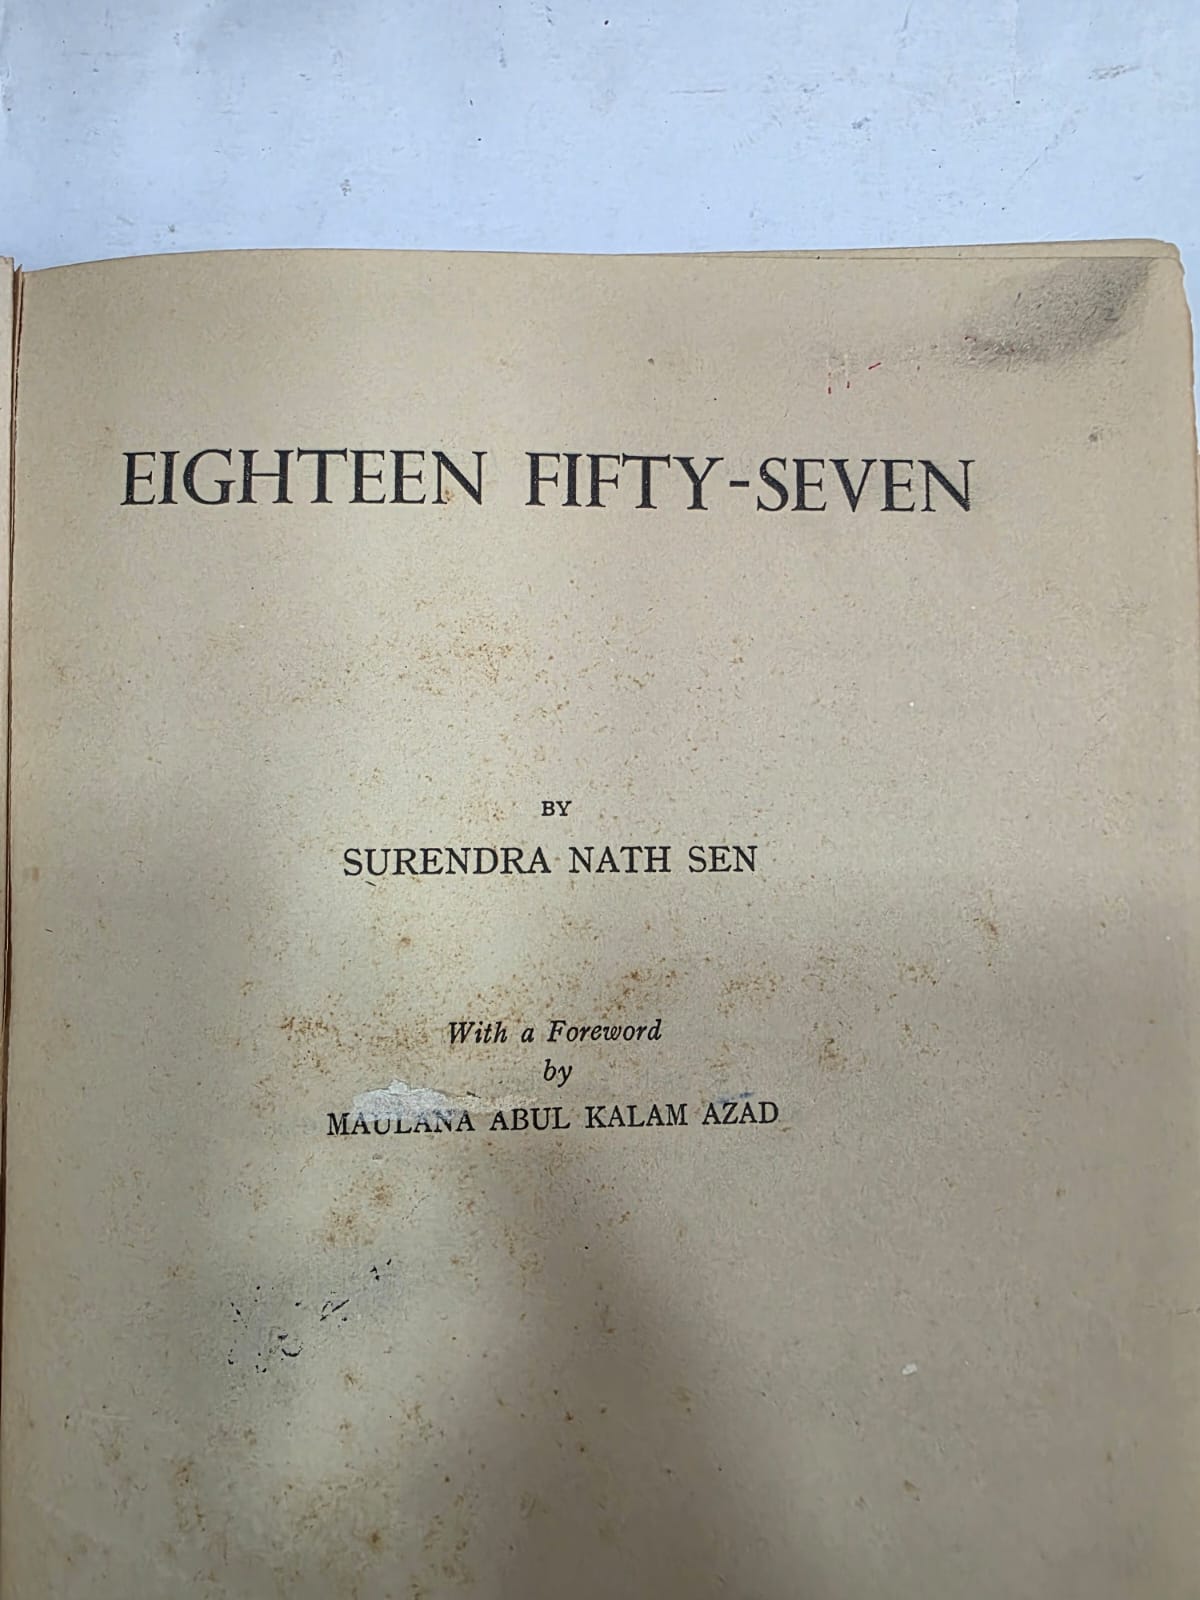 EIGHTEEN FIFTY-SEVEN
BY
SURENDRA NATH SEN
With a Foreword
by
MAULANA ABUL KALAM AZAD